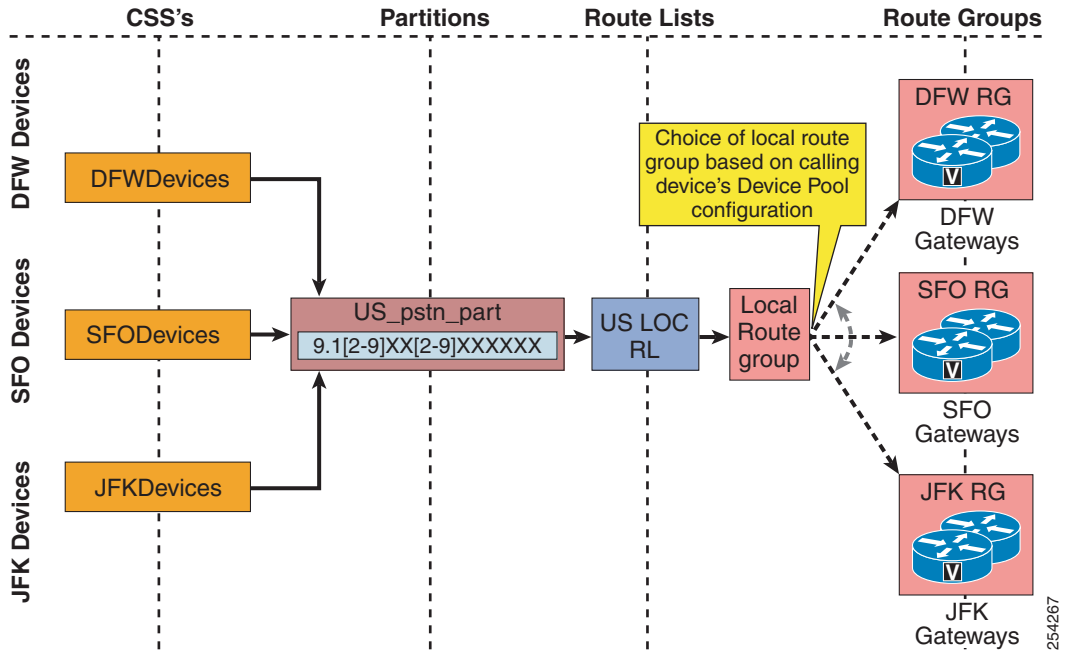 CSS's
Partitions
Route Lists
Route Groups
DFW Devices
SFO Devices
JFK Devices
DFWDevices
SFODevices
JFKDevices
US_pstn_part
9.1[2-9]XX[2-9]XXXXXX
US LOC
RL
Local
Route
group
Choice of local route
group based on calling
device's Device Pool
configuration
DFW RG
V
DFW
Gateways
SFO RG
V
SFO
Gateways
JFK RG
V
JFK
Gateways
254267